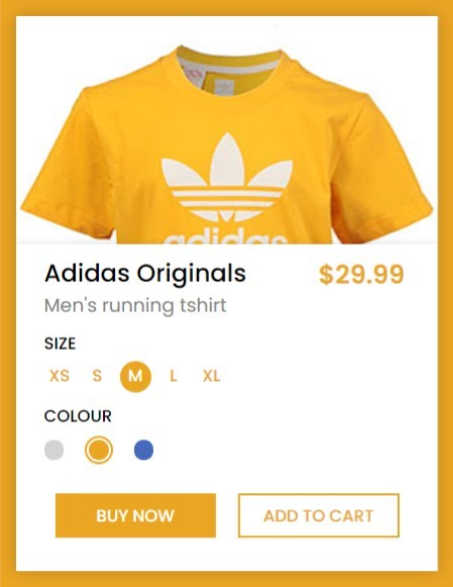 adidas
Adidas Originals
$29.99
Men's running tshirt
SIZE
XS S M L XL
COLOUR
BUY NOW
ADD TO CART